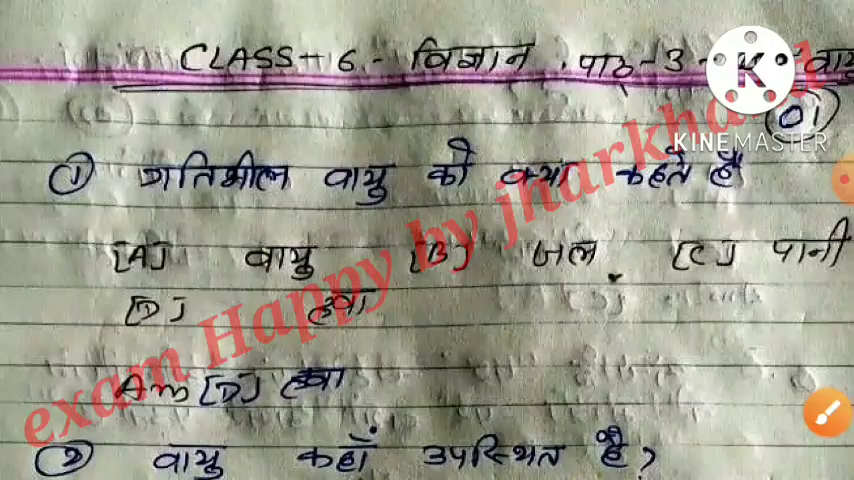 CLASS - 6 - विज्ञान . पाठ - 3 - वायु
01
KINEMASTER
① गतिशील वायु को क्या कहते है
[A] वायु [B] जल [C] पानी
[D] हवा
Ans [D] हवा
② वायु कहाँ उपस्थित है?
exam Happy by jharkhand